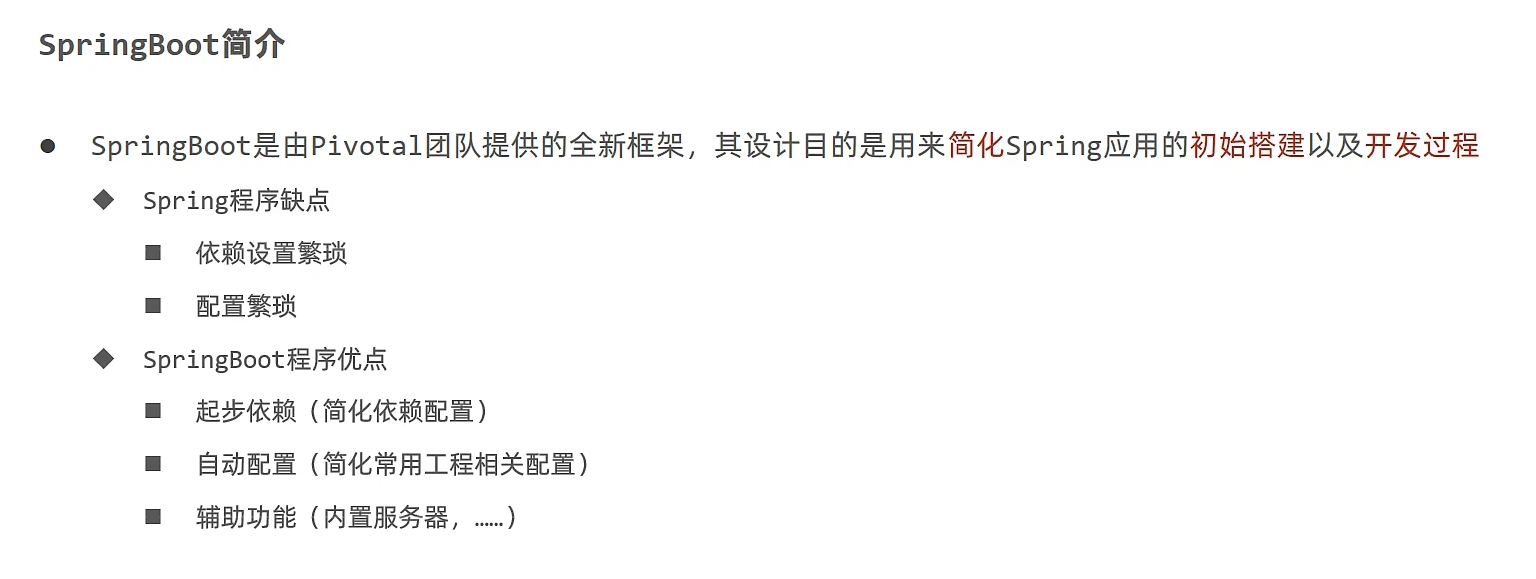 SpringBoot简介
● SpringBoot是由Pivotal团队提供的全新框架，其设计目的是用来简化Spring应用的初始搭建以及开发过程
◆ Spring程序缺点
■ 依赖设置繁琐
■ 配置繁琐
◆ SpringBoot程序优点
■ 起步依赖（简化依赖配置）
■ 自动配置（简化常用工程相关配置）
■ 辅助功能（内置服务器，……）